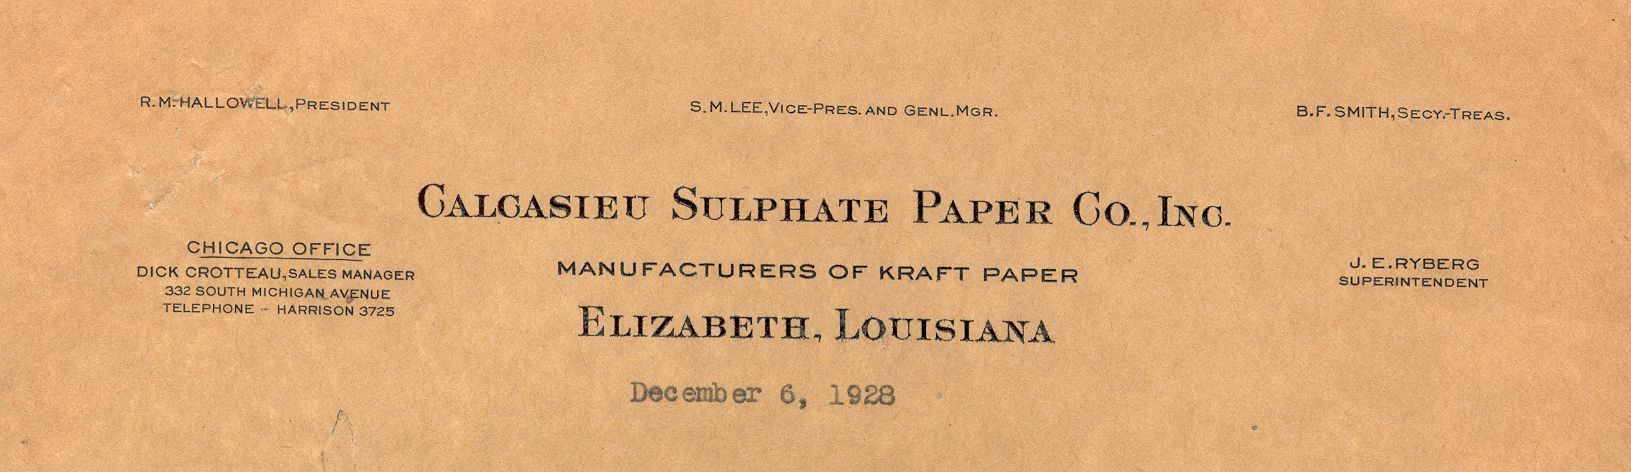 R. M. HALLOWELL, PRESIDENT
S. M. LEE, VICE-PRES. AND GENL. MGR.
B. F. SMITH, SECY.-TREAS.
CALCASIEU SULPHATE PAPER CO., INC.
CHICAGO OFFICE
DICK CROTTEAU, SALES MANAGER
332 SOUTH MICHIGAN AVENUE
TELEPHONE - HARRISON 3725
MANUFACTURERS OF KRAFT PAPER
J. E. RYBERG
SUPERINTENDENT
ELIZABETH, LOUISIANA
December 6, 1928